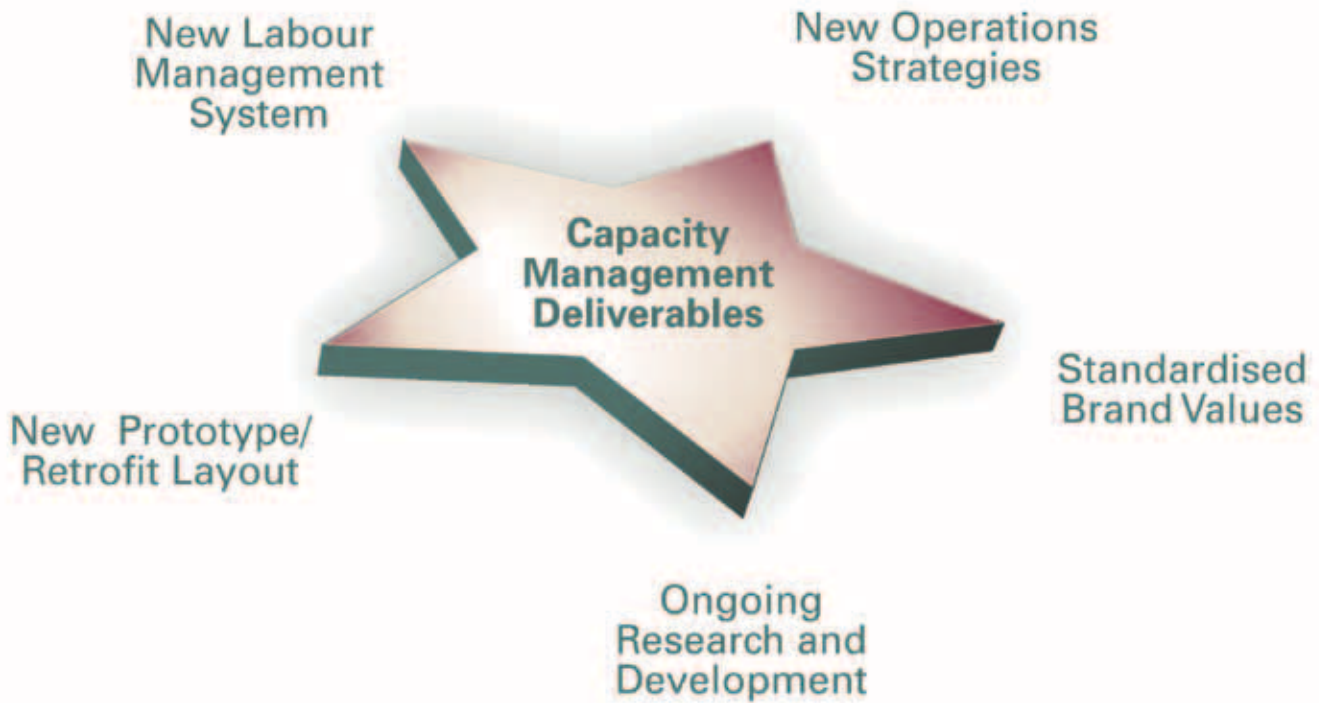 New Labour
Management
System
New Operations
Strategies
Capacity
Management
Deliverables
Standardised
Brand Values
New Prototype/
Retrofit Layout
Ongoing
Research and
Development